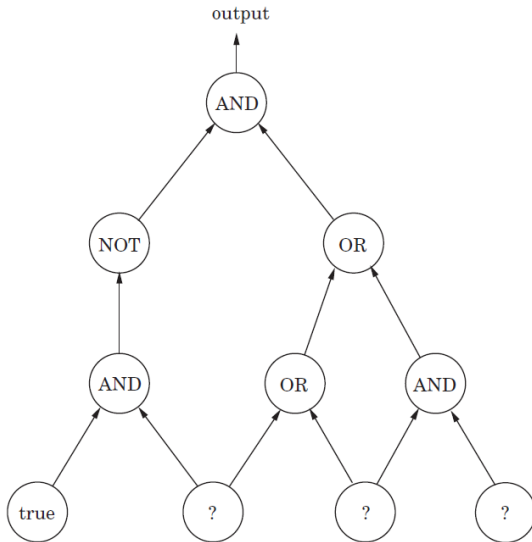 output
AND
NOT OR
AND OR AND
true ? ? ?